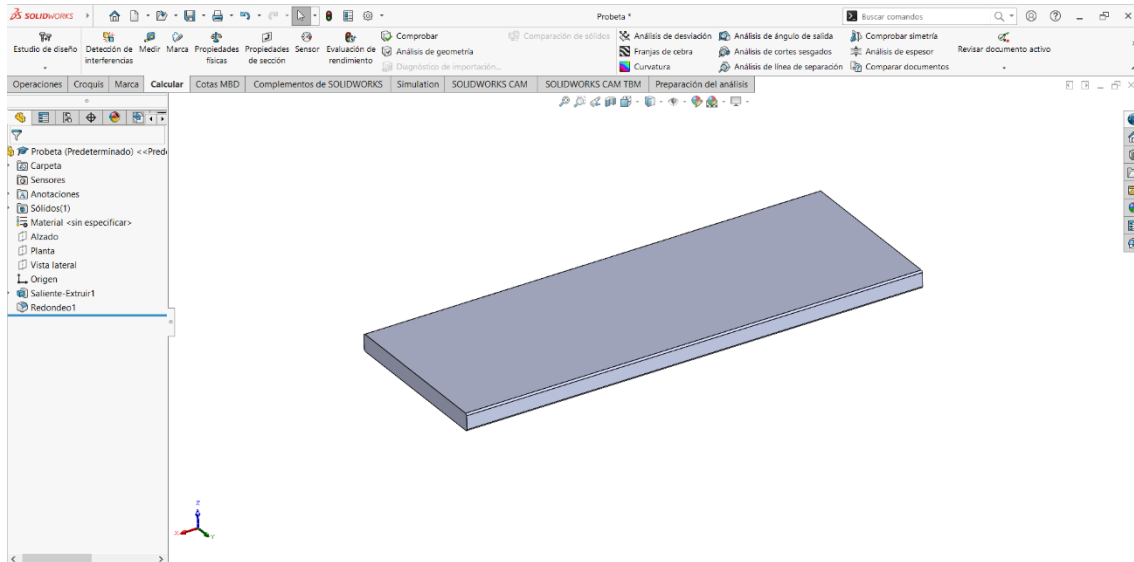 SOLIDWORKS
Probeta *
Buscar comandos
Estudio de diseño
Detección de interferencias
Medir
Marca
Propiedades físicas
Propiedades de sección
Sensor
Evaluación de rendimiento
Comprobar
Análisis de geometría
Diagnóstico de importación...
Comparación de sólidos
Análisis de desviación
Franjas de cebra
Curvatura
Análisis de ángulo de salida
Análisis de cortes sesgados
Análisis de línea de separación
Comprobar simetría
Análisis de espesor
Comparar documentos
Revisar documento activo
Operaciones Croquis Marca Calcular Cotas MBD Complementos de SOLIDWORKS Simulation SOLIDWORKS CAM SOLIDWORKS CAM TBM Preparación del análisis
Probeta (Predeterminado) <<Pred
Carpeta
Sensores
Anotaciones
Sólidos(1)
Material <sin especificar>
Alzado
Planta
Vista lateral
Origen
Saliente-Extruir1
Redondeo1
z
x
y